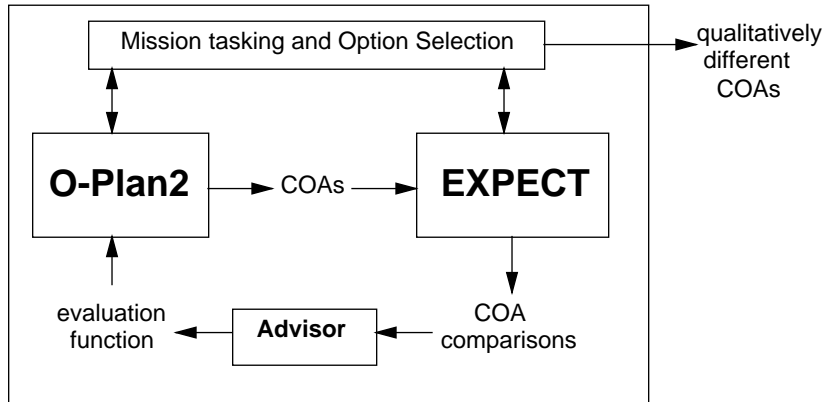 Mission tasking and Option Selection
qualitatively
different
COAs
O-Plan2
COAs
EXPECT
evaluation
function
Advisor
COA
comparisons